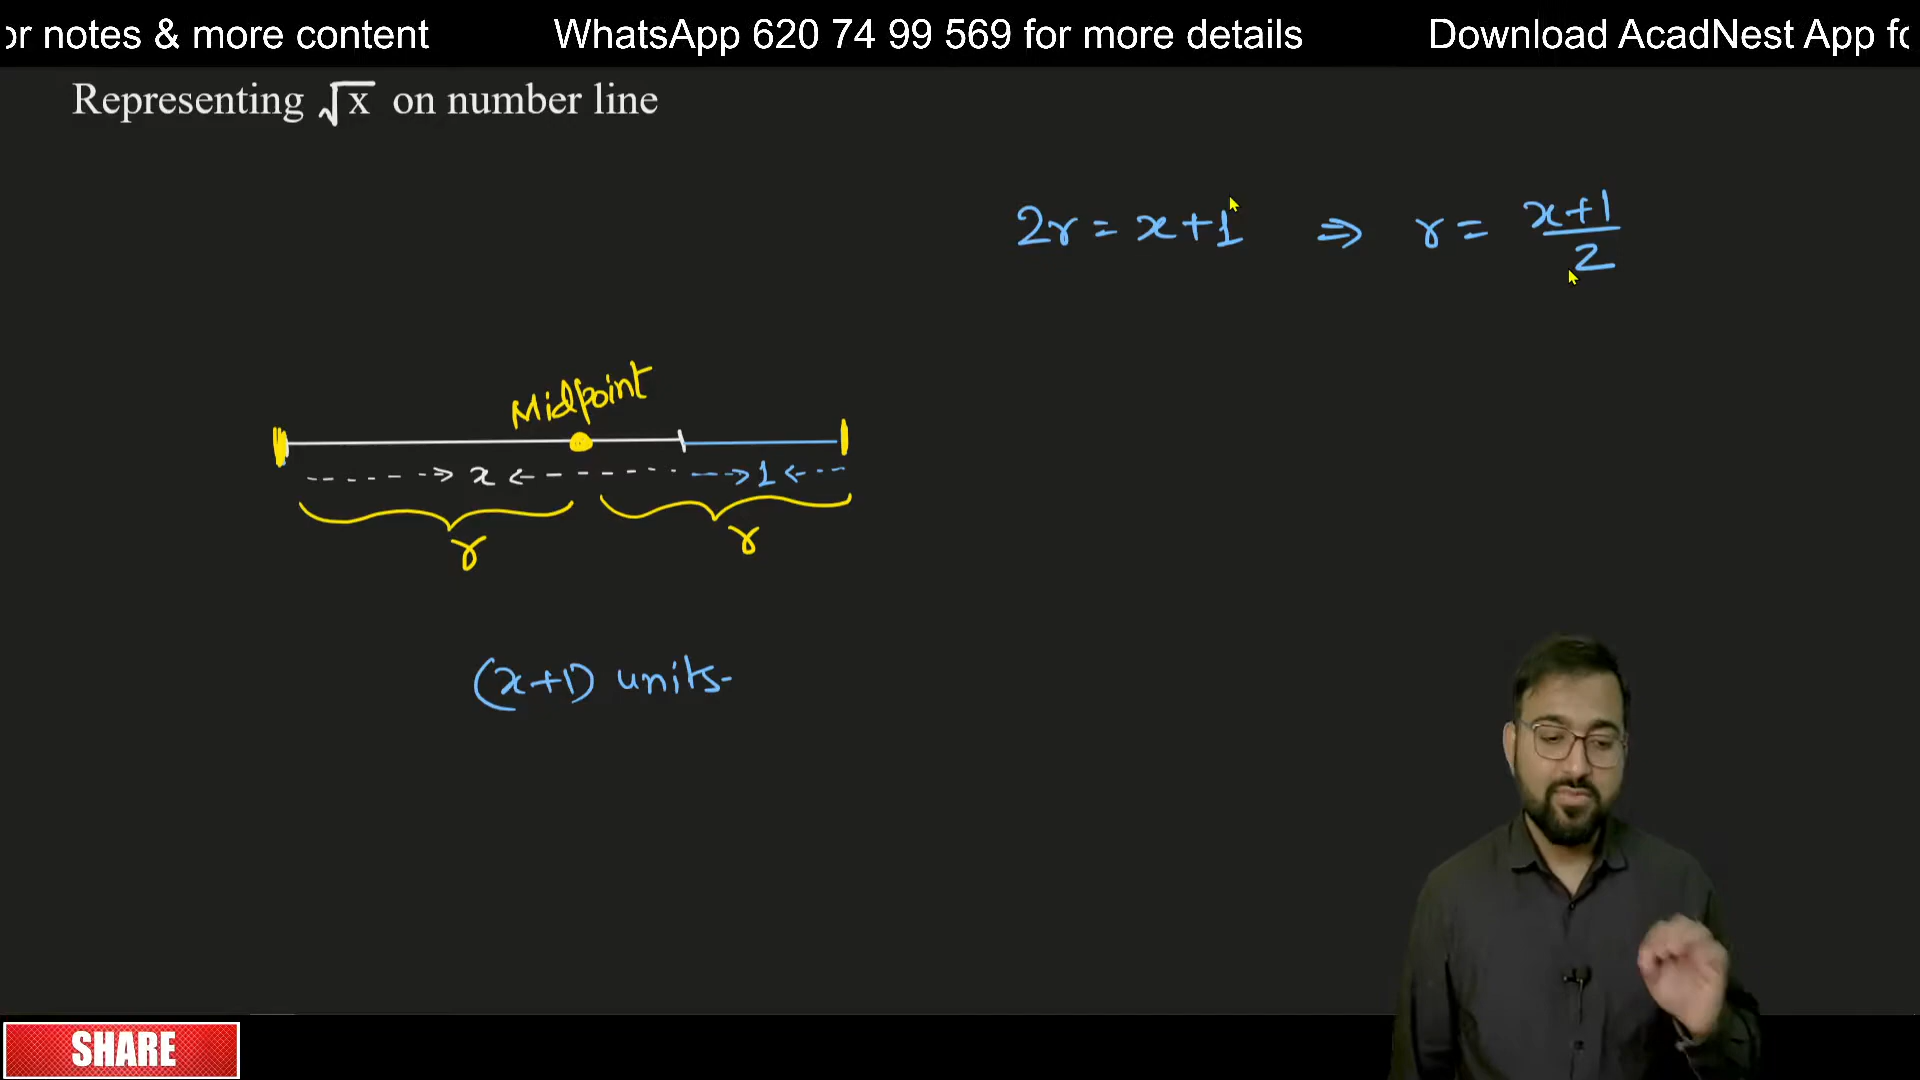 or notes & more content WhatsApp 620 74 99 569 for more details Download AcadNest App fo
Representing √x on number line
2r = x+1 ⇒ r = (x+1)/2
Midpoint
x 1
r r
(x+1) units
SHARE